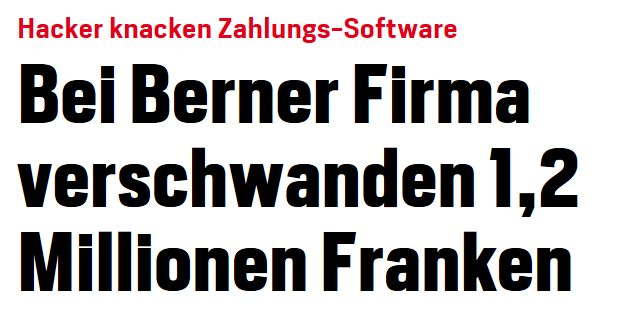 Hacker knacken Zahlungs-Software
Bei Berner Firma
verschwanden 1,2
Millionen Franken